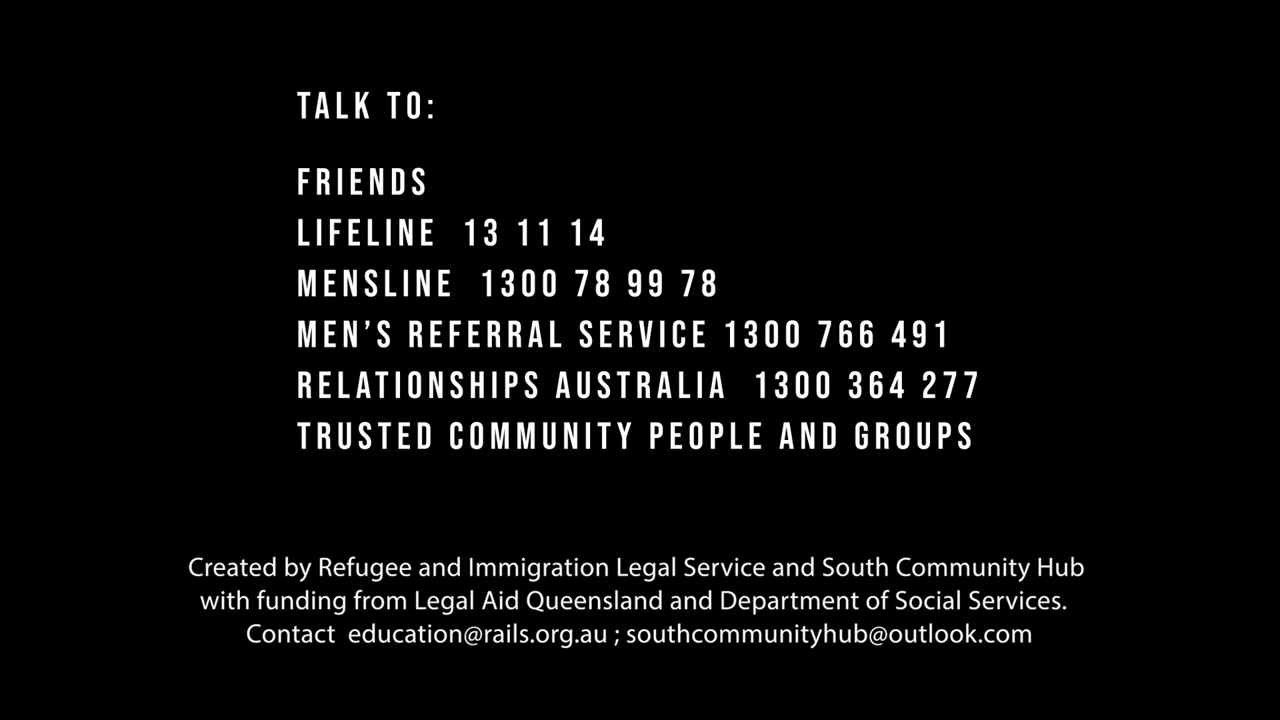 TALK TO:
FRIENDS
LIFELINE 13 11 14
MENSLINE 1300 78 99 78
MEN'S REFERRAL SERVICE 1300 766 491
RELATIONSHIPS AUSTRALIA 1300 364 277
TRUSTED COMMUNITY PEOPLE AND GROUPS
Created by Refugee and Immigration Legal Service and South Community Hub
with funding from Legal Aid Queensland and Department of Social Services.
Contact education@rails.org.au ; southcommunityhub@outlook.com